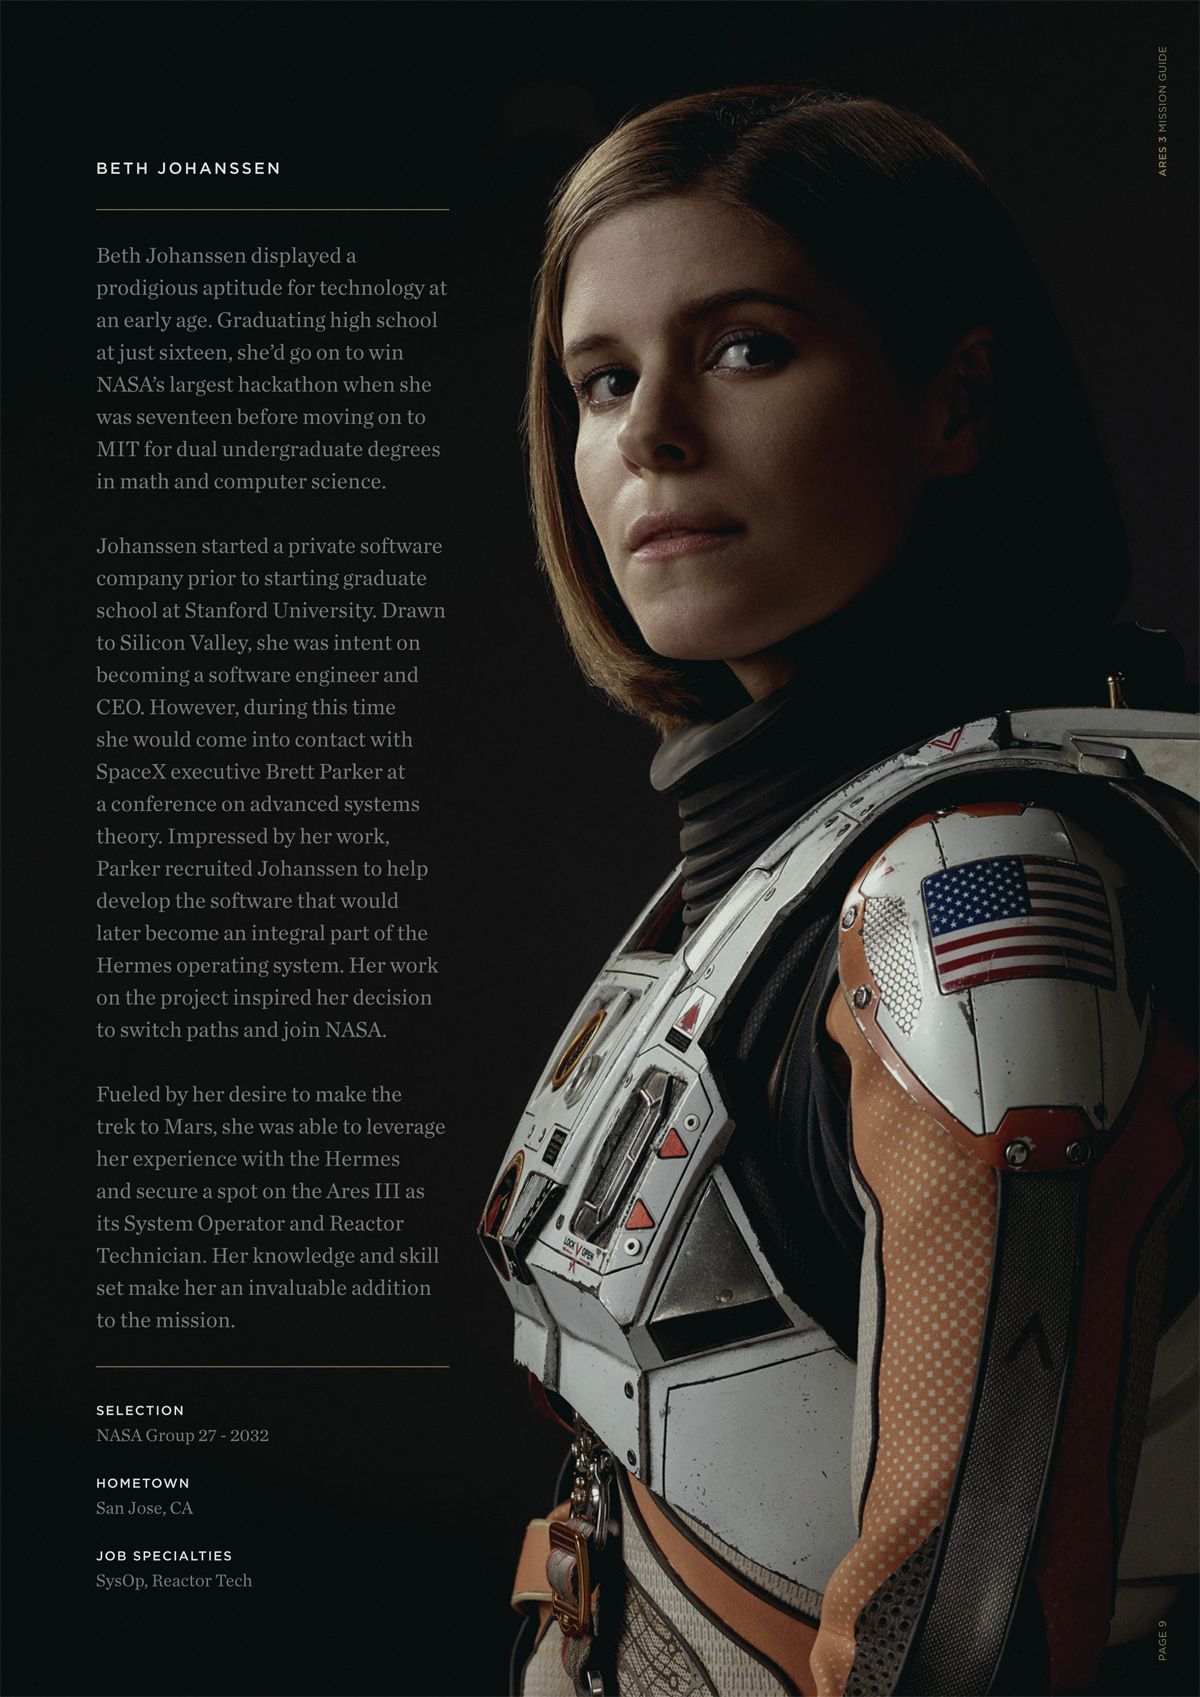 ARES 3 MISSION GUIDE
BETH JOHANSSEN
Beth Johanssen displayed a
prodigious aptitude for technology at
an early age. Graduating high school
at just sixteen, she’d go on to win
NASA’s largest hackathon when she
was seventeen before moving on to
MIT for dual undergraduate degrees
in math and computer science.
Johanssen started a private software
company prior to starting graduate
school at Stanford University. Drawn
to Silicon Valley, she was intent on
becoming a software engineer and
CEO. However, during this time
she would come into contact with
SpaceX executive Brett Parker at
a conference on advanced systems
theory. Impressed by her work,
Parker recruited Johanssen to help
develop the software that would
later become an integral part of the
Hermes operating system. Her work
on the project inspired her decision
to switch paths and join NASA.
Fueled by her desire to make the
trek to Mars, she was able to leverage
her experience with the Hermes
and secure a spot on the Ares III as
its System Operator and Reactor
Technician. Her knowledge and skill
set make her an invaluable addition
to the mission.
SELECTION
NASA Group 27 - 2032
HOMETOWN
San Jose, CA
JOB SPECIALTIES
SysOp, Reactor Tech
LOCK OPEN
PAGE 9